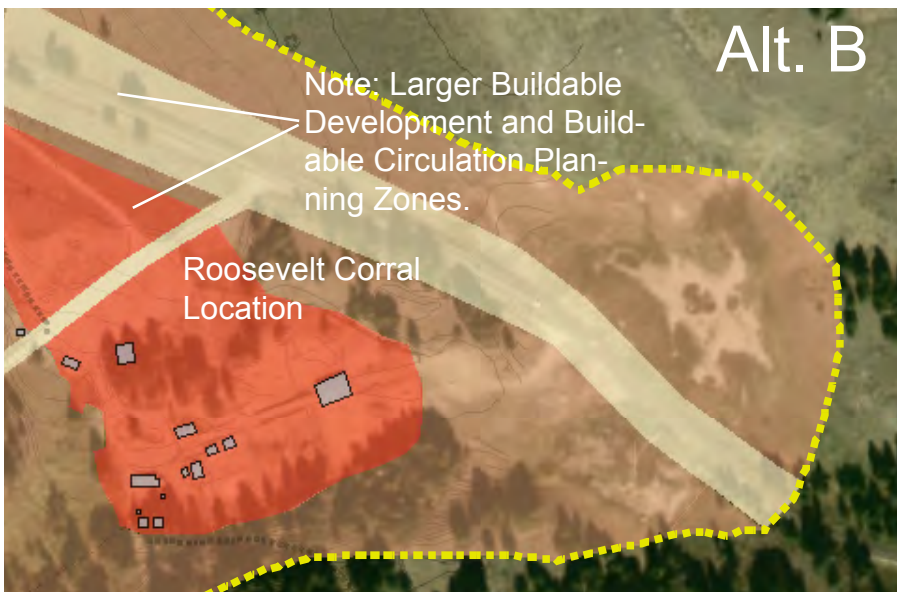 Alt. B
Note: Larger Buildable
Development and Build-
able Circulation Plan-
ning Zones.
Roosevelt Corral
Location